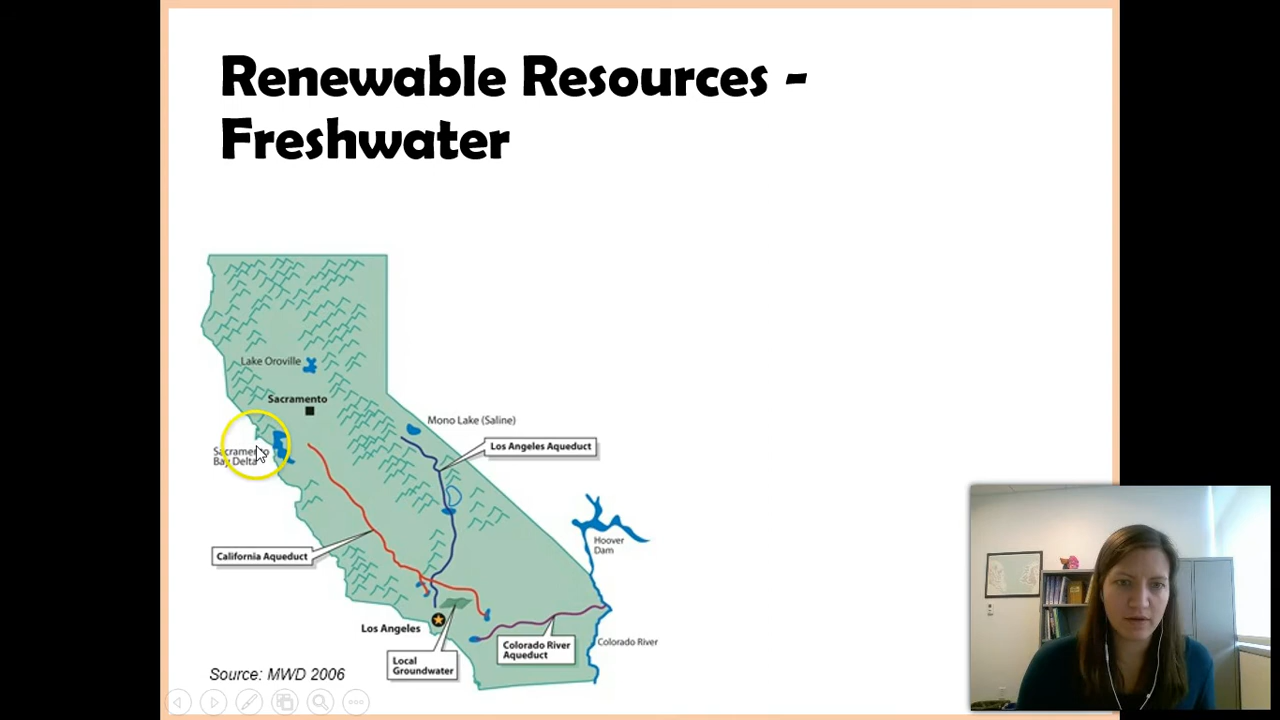 Renewable Resources -
Freshwater
Lake Oroville
Sacramento
Mono Lake (Saline)
Los Angeles Aqueduct
Sacramento
Bay Delta
Hoover
Dam
California Aqueduct
Los Angeles
Colorado River
Aqueduct
Colorado River
Local
Groundwater
Source: MWD 2006